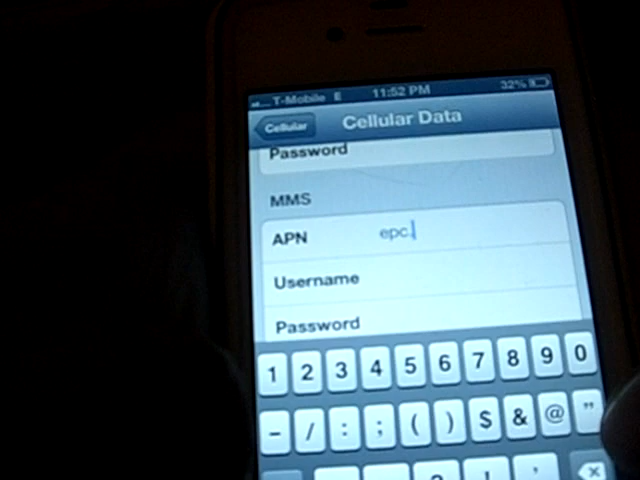 T-Mobile E 11:52 PM 32%
Cellular Cellular Data
Password
MMS
APN epc.
Username
Password
1 2 3 4 5 6 7 8 9 0
- / : ; ( ) $ & @ "
? ! '